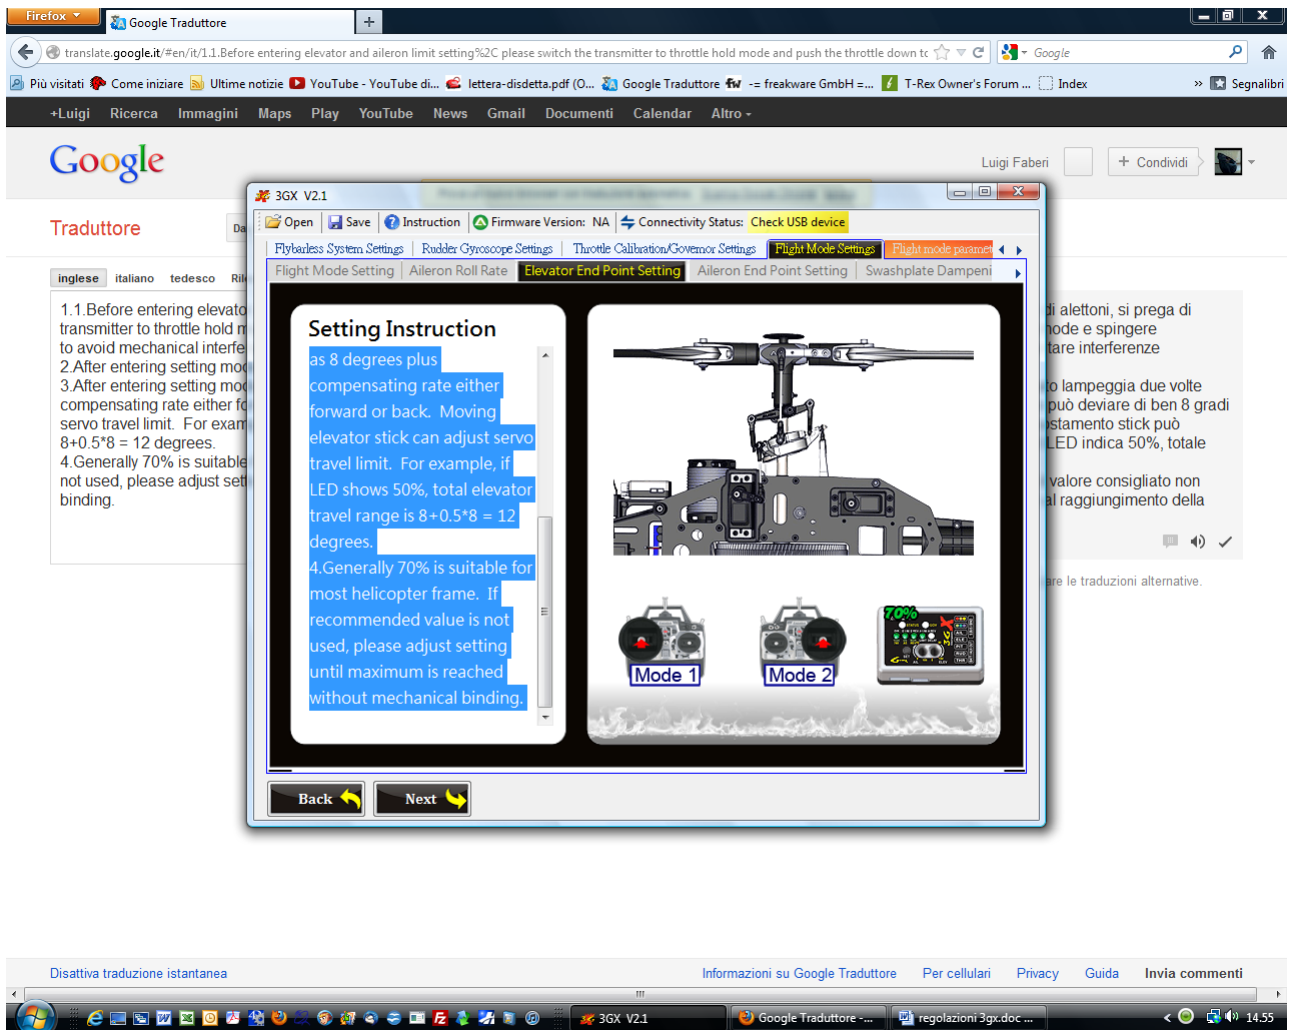 Firefox
Google Traduttore
translate.google.it/#en/it/1.1.Before entering elevator and aileron limit setting%2C please switch the transmitter to throttle hold mode and push the throttle down to
Google
Più visitati
Come iniziare
Ultime notizie
YouTube - YouTube di...
lettera-disdetta.pdf (O...
Google Traduttore
-= freakware GmbH =...
T-Rex Owner's Forum ...
Index
»
Segnalibri
+Luigi Ricerca Immagini Maps Play YouTube News Gmail Documenti Calendar Altro
Google
Luigi Faberi
+ Condividi
Traduttore
Da
inglese italiano tedesco Rile
1.1.Before entering elevato
transmitter to throttle hold m
to avoid mechanical interfe
2.After entering setting mod
3.After entering setting mod
compensating rate either fo
servo travel limit. For exam
8+0.5*8 = 12 degrees.
4.Generally 70% is suitable
not used, please adjust sett
binding.
3GX V2.1
Open
Save
Instruction
Firmware Version: NA
Connectivity Status: Check USB device
Flybarless System Settings
Rudder Gyroscope Settings
Throttle Calibration/Governor Settings
Flight Mode Settings
Flight mode paramet
Flight Mode Setting
Aileron Roll Rate
Elevator End Point Setting
Aileron End Point Setting
Swashplate Dampeni
Setting Instruction
as 8 degrees plus
compensating rate either
forward or back. Moving
elevator stick can adjust servo
travel limit. For example, if
LED shows 50%, total elevator
travel range is 8+0.5*8 = 12
degrees.
4.Generally 70% is suitable for
most helicopter frame. If
recommended value is not
used, please adjust setting
until maximum is reached
without mechanical binding.
Mode 1
Mode 2
70%
3GX
Back
Next
di alettoni, si prega di
node e spingere
tare interferenze
to lampeggia due volte
può deviare di ben 8 gradi
ostamento stick può
LED indica 50%, totale
valore consigliato non
al raggiungimento della
are le traduzioni alternative.
Disattiva traduzione istantanea
Informazioni su Google Traduttore
Per cellulari
Privacy
Guida
Invia commenti
3GX V2.1
Google Traduttore -...
regolazioni 3gx.doc ...
14.55